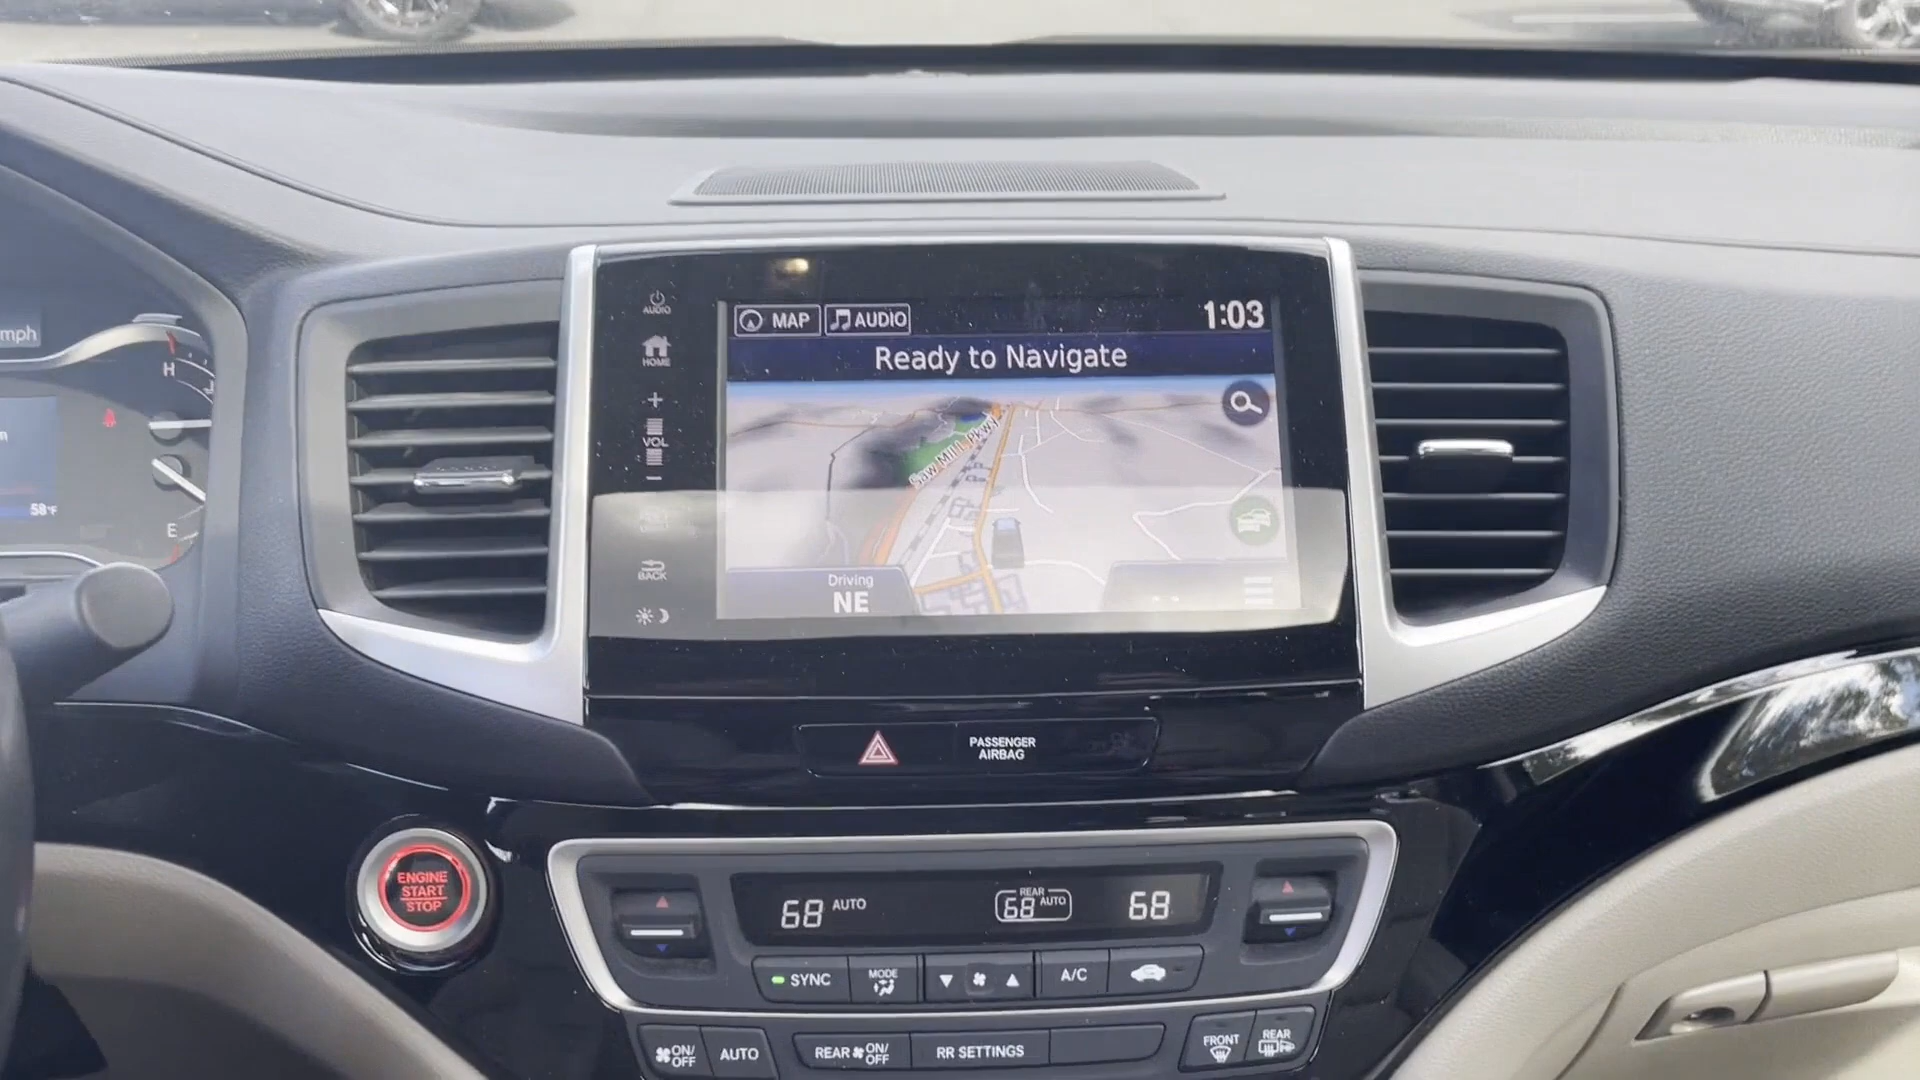 mph
H
58°F
E
AUDIO
HOME
+
VOL
-
BACK
MAP
AUDIO
1:03
Ready to Navigate
Saw Mill Pkwy
Driving
NE
PASSENGER
AIRBAG
ENGINE
START
STOP
68 AUTO
REAR
68 AUTO
68
SYNC
MODE
A/C
ON/
OFF
AUTO
REAR ON/
OFF
RR SETTINGS
FRONT
REAR